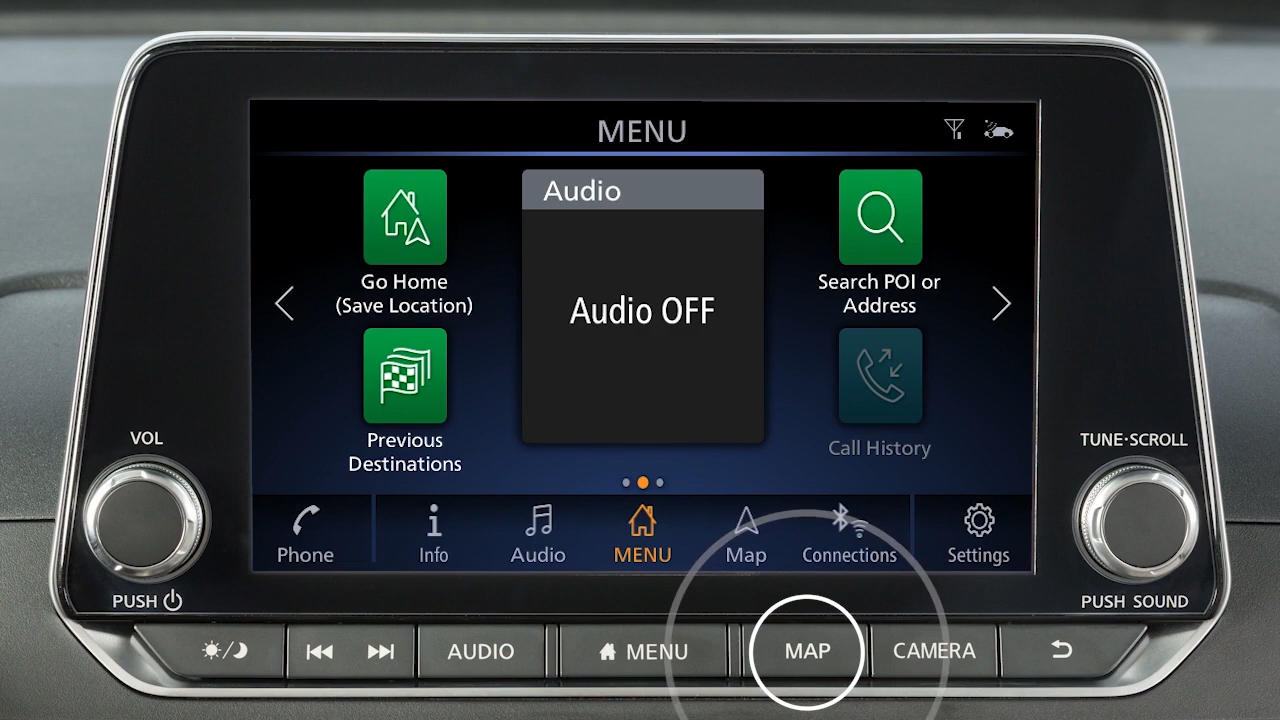 MENU
Audio
Audio OFF
Go Home
(Save Location)
Search POI or
Address
Previous
Destinations
Call History
VOL
TUNE·SCROLL
Phone
Info
Audio
MENU
Map
Connections
Settings
PUSH
PUSH SOUND
AUDIO
MENU
MAP
CAMERA